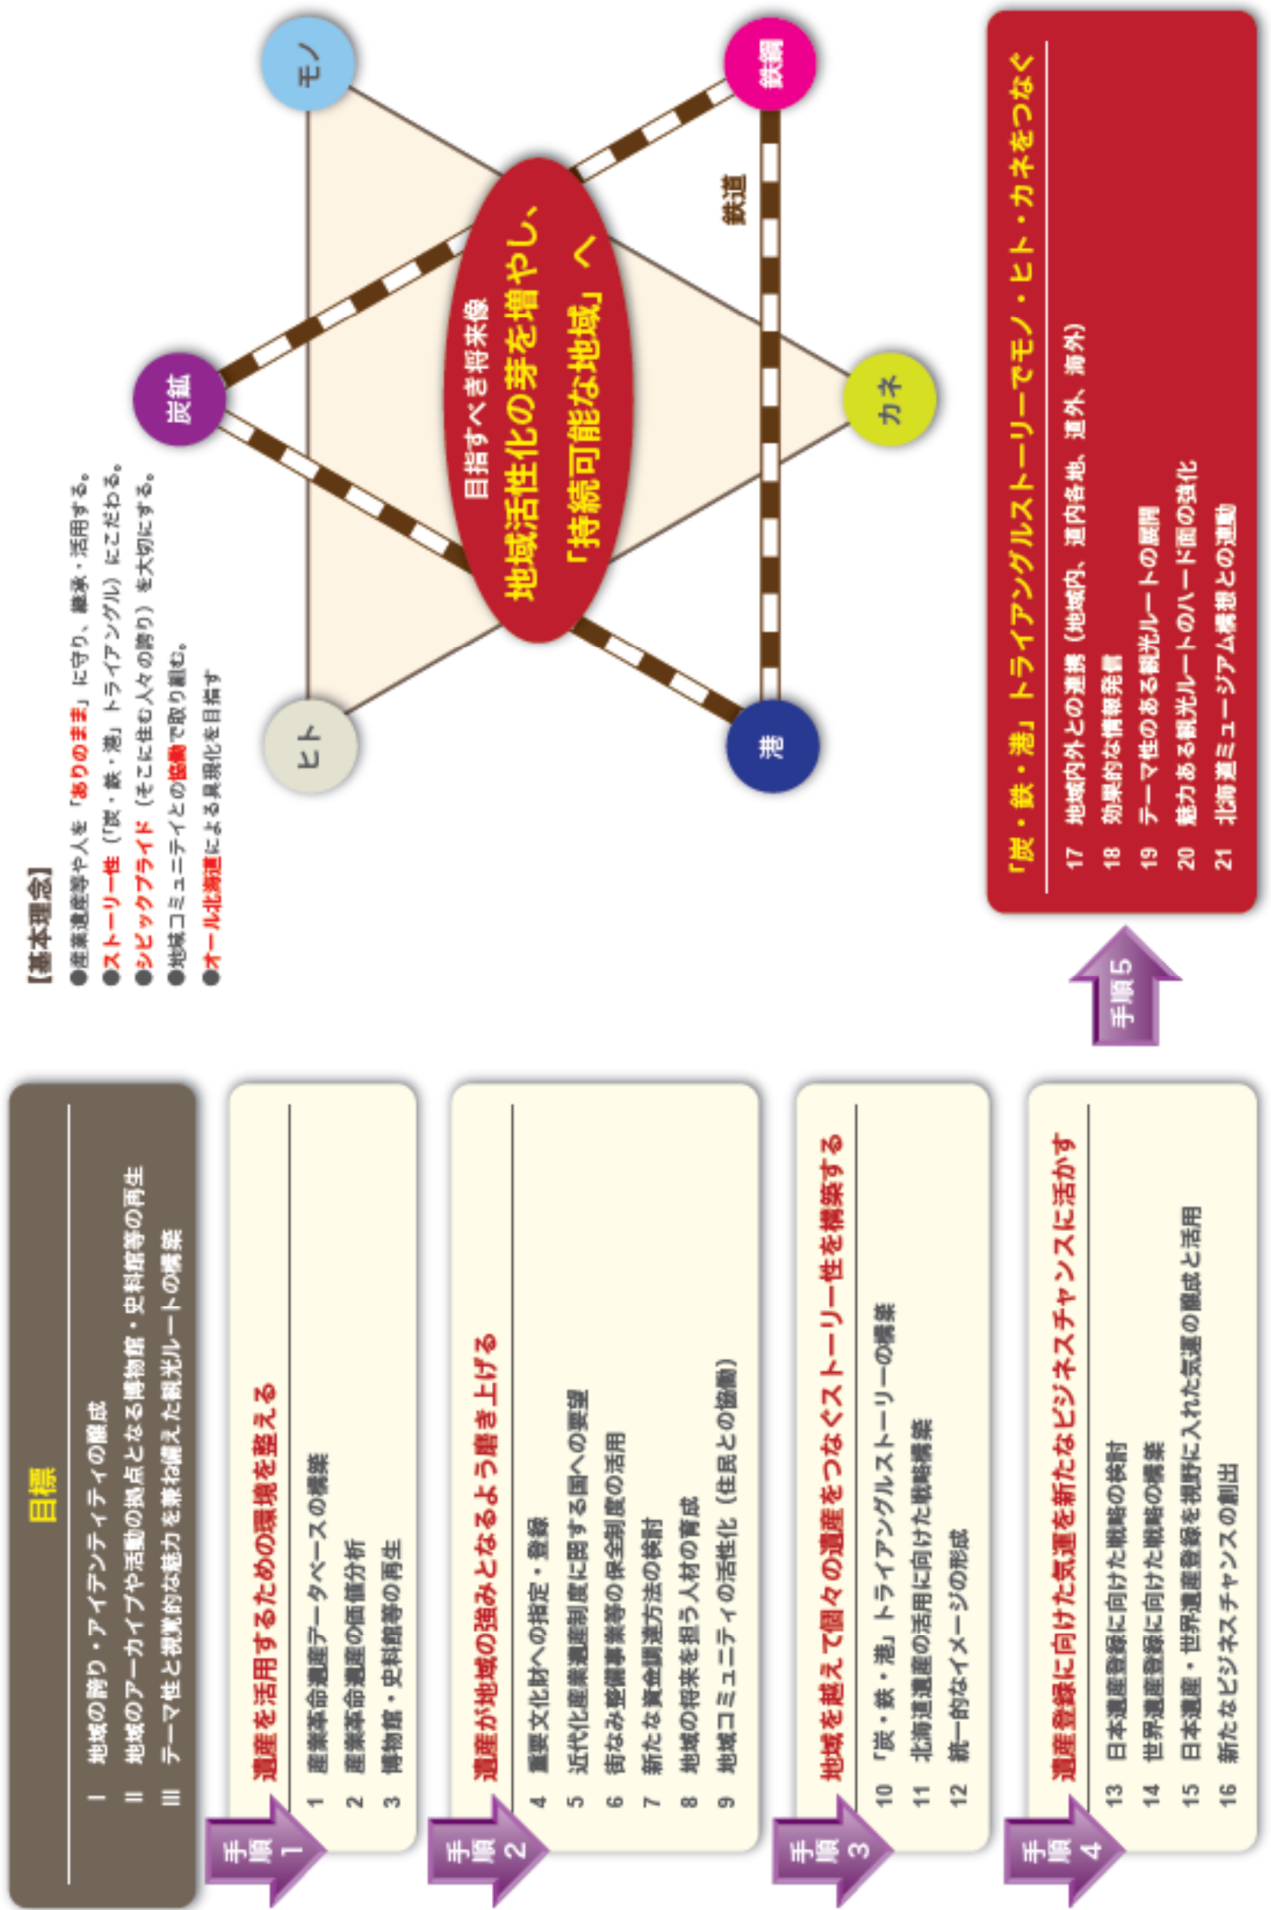 目標
Ⅰ 地域の誇り・アイデンティティの醸成
Ⅱ 地域のアーカイブや活動の拠点となる博物館・史料館等の再生
Ⅲ テーマ性と視覚的な魅力を兼ね備えた観光ルートの構築
手順1
遺産を活用するための環境を整える
1 産業革命遺産データベースの構築
2 産業革命遺産の価値分析
3 博物館・史料館等の再生
手順2
遺産が地域の強みとなるよう磨き上げる
4 重要文化財への指定・登録
5 近代化産業遺産制度に関する国への要望
6 街なみ整備事業等の保全制度の活用
7 新たな資金調達方法の検討
8 地域の将来を担う人材の育成
9 地域コミュニティの活性化（住民との協働）
手順3
地域を越えて個々の遺産をつなぐストーリー性を構築する
10 「炭・鉄・港」トライアングルストーリーの構築
11 北海道遺産の活用に向けた戦略構築
12 統一的なイメージの形成
手順4
遺産登録に向けた気運を新たなビジネスチャンスに活かす
13 日本遺産登録に向けた戦略の検討
14 世界遺産登録に向けた戦略の構築
15 日本遺産・世界遺産登録を視野に入れた気運の醸成と活用
16 新たなビジネスチャンスの創出
【基本理念】
●産業遺産等や人を「ありのまま」に守り、継承・活用する。
●ストーリー性（「炭・鉄・港」トライアングル）にこだわる。
●シビックプライド（そこに住む人々の誇り）を大切にする。
●地域コミュニティとの協働で取り組む。
●オール北海道による具現化を目指す
炭鉱
ヒト
モノ
目指すべき将来像
地域活性化の芽を増やし、
「持続可能な地域」へ
鉄道
港
鉄鋼
カネ
手順5
「炭・鉄・港」トライアングルストーリーでモノ・ヒト・カネをつなぐ
17 地域内外との連携（地域内、道内各地、道外、海外）
18 効果的な情報発信
19 テーマ性のある観光ルートの展開
20 魅力ある観光ルートのハード面の強化
21 北海道ミュージアム構想との連動